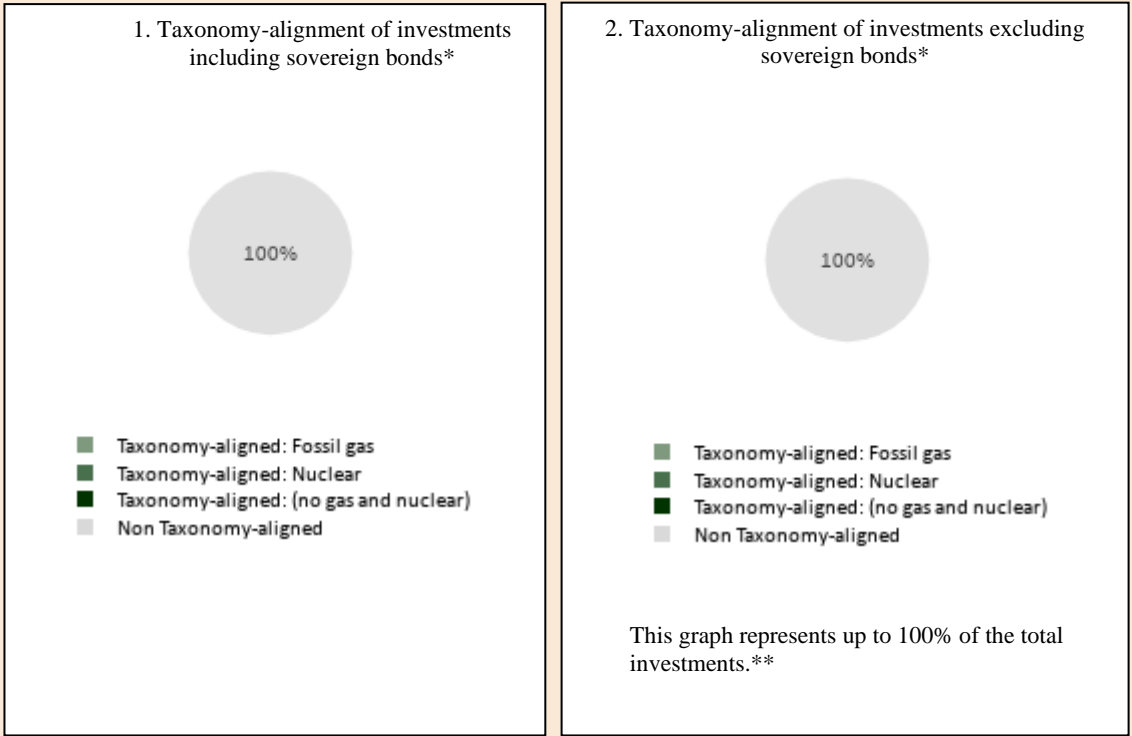 1. Taxonomy-alignment of investments
including sovereign bonds*
100%
Taxonomy-aligned: Fossil gas
Taxonomy-aligned: Nuclear
Taxonomy-aligned: (no gas and nuclear)
Non Taxonomy-aligned
2. Taxonomy-alignment of investments excluding
sovereign bonds*
100%
Taxonomy-aligned: Fossil gas
Taxonomy-aligned: Nuclear
Taxonomy-aligned: (no gas and nuclear)
Non Taxonomy-aligned
This graph represents up to 100% of the total
investments.**